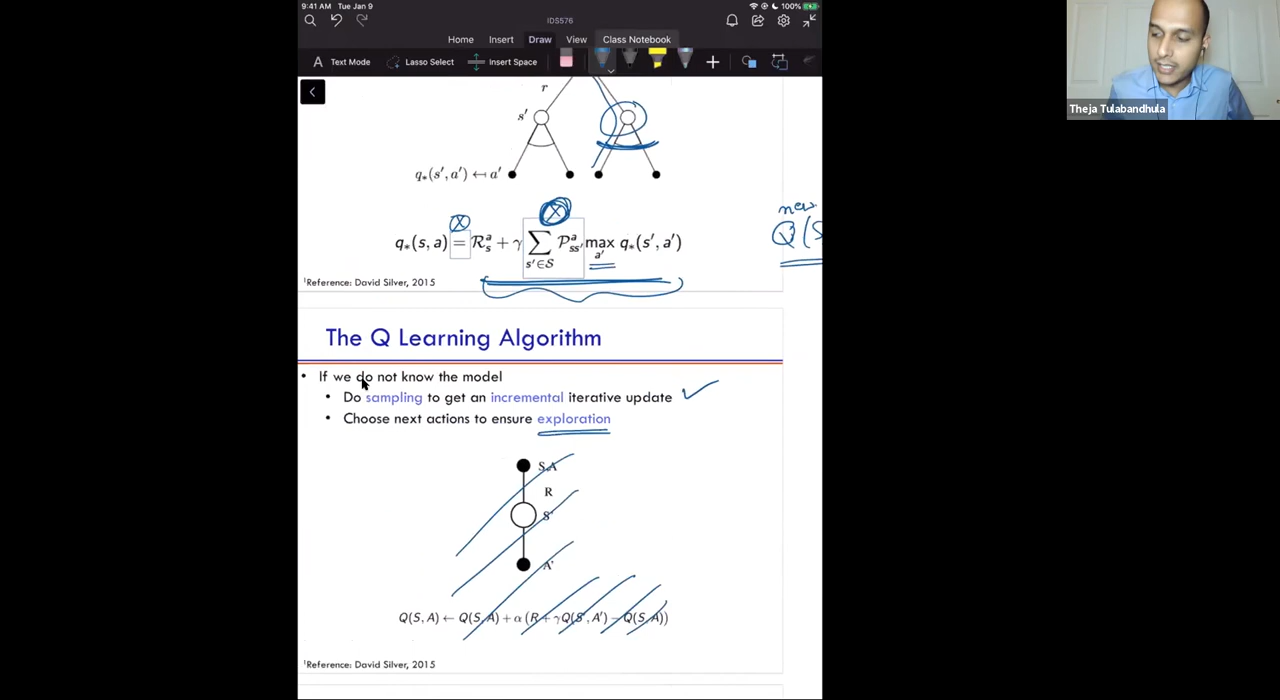 9:41 AM Tue Jan 9
100%
IDS576
Home Insert Draw View Class Notebook
Text Mode Lasso Select Insert Space
Theja Tulabandhula
r
s′
q*(s′, a′) ↤ a′
new
Q(S
q*(s, a) = R^a_s + γ ∑_{s′∈S} P^a_{ss′} max_{a′} q*(s′, a′)
¹Reference: David Silver, 2015
The Q Learning Algorithm
• If we do not know the model
• Do sampling to get an incremental iterative update
• Choose next actions to ensure exploration
S,A
R
S'
A'
Q(S, A) ← Q(S, A) + α (R + γQ(S′, A′) − Q(S, A))
¹Reference: David Silver, 2015